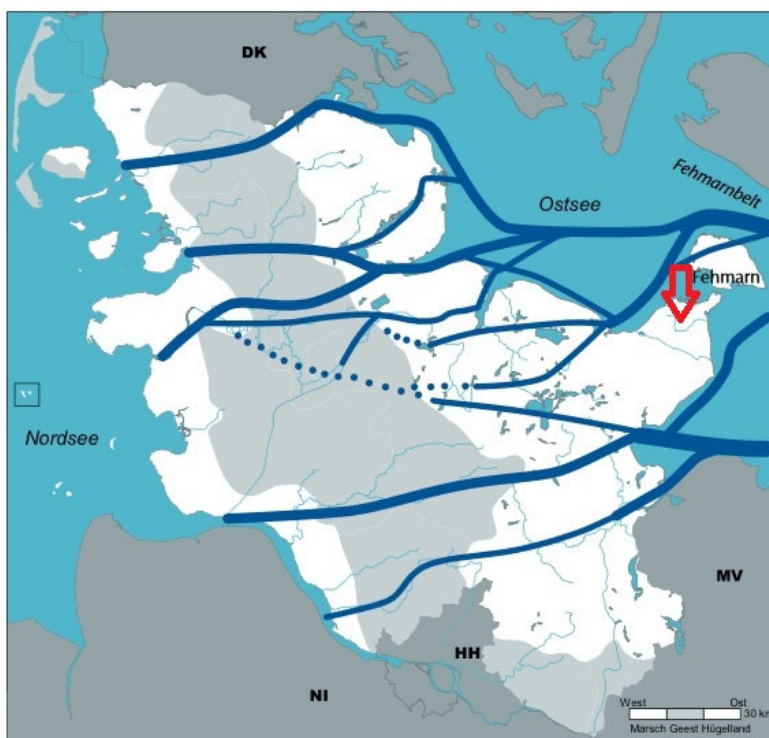 DK
Fehmarnbelt
Ostsee
Fehmarn
Nordsee
MV
HH
NI
West Ost
30 km
Marsch Geest Hügelland